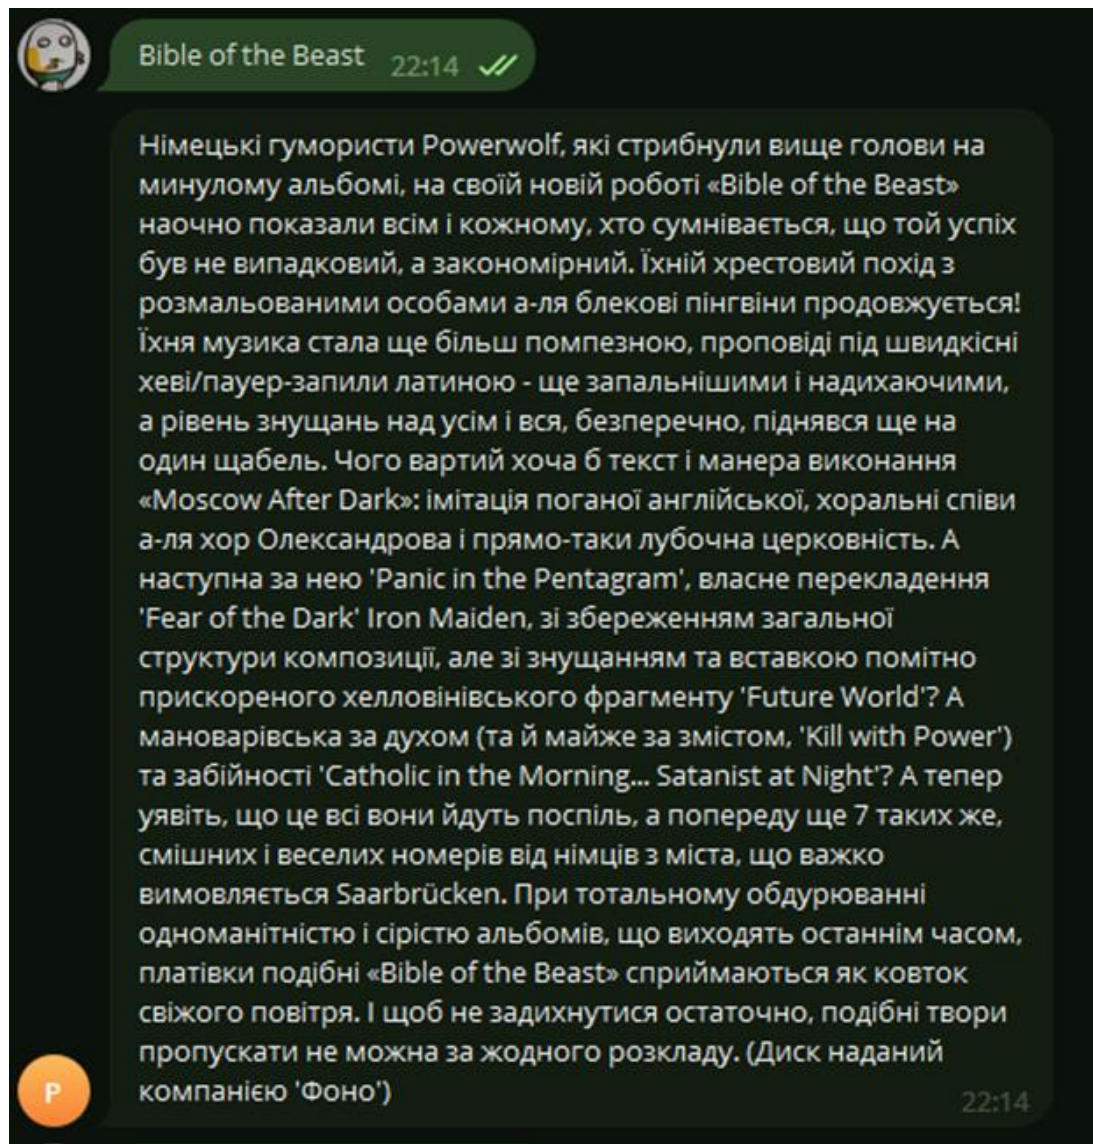 Bible of the Beast 22:14
Німецькі гумористи Powerwolf, які стрибнули вище голови на
минулому альбомі, на своїй новій роботі «Bible of the Beast»
наочно показали всім і кожному, хто сумнівається, що той успіх
був не випадковий, а закономірний. Їхній хрестовий похід з
розмальованими особами а-ля блекові пінгвіни продовжується!
Їхня музика стала ще більш помпезною, проповіді під швидкісні
хеві/пауер-запили латиною - ще запальнішими і надихаючими,
а рівень знущань над усім і вся, безперечно, піднявся ще на
один щабель. Чого вартий хоча б текст і манера виконання
«Moscow After Dark»: імітація поганої англійської, хоральні співи
а-ля хор Олександрова і прямо-таки лубочна церковність. А
наступна за нею 'Panic in the Pentagram', власне перекладення
'Fear of the Dark' Iron Maiden, зі збереженням загальної
структури композиції, але зі знущанням та вставкою помітно
прискореного хелловінівського фрагменту 'Future World'? А
мановарівська за духом (та й майже за змістом, 'Kill with Power')
та забійності 'Catholic in the Morning... Satanist at Night'? А тепер
уявіть, що це всі вони йдуть поспіль, а попереду ще 7 таких же,
смішних і веселих номерів від німців з міста, що важко
вимовляється Saarbrücken. При тотальному обдурюванні
одноманітністю і сірістю альбомів, що виходять останнім часом,
платівки подібні «Bible of the Beast» сприймаються як ковток
свіжого повітря. І щоб не задихнутися остаточно, подібні твори
пропускати не можна за жодного розкладу. (Диск наданий
компанією 'Фоно')
P
22:14